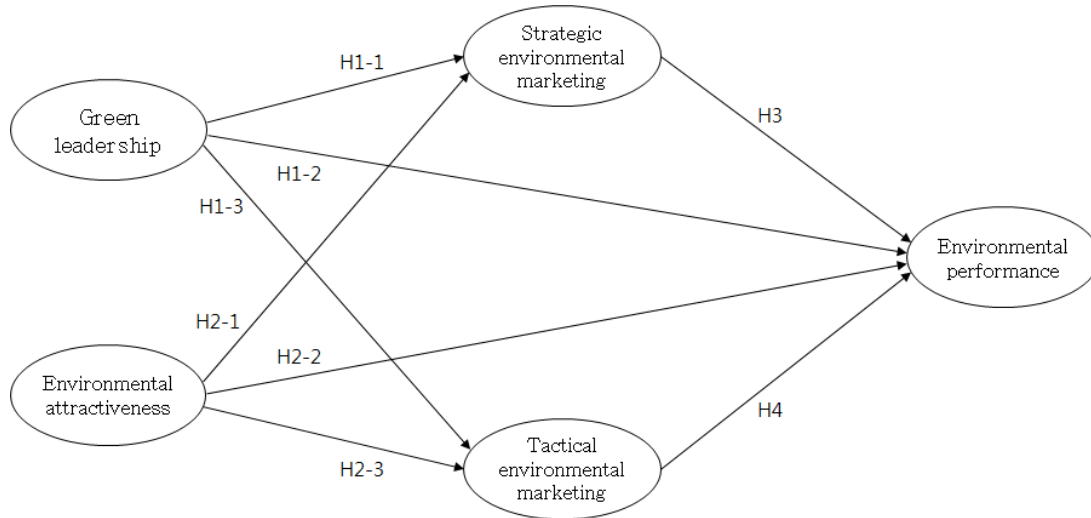 Strategic
environmental
marketing
H1-1
Green
leadership
H3
H1-2
H1-3
Environmental
performance
H2-1
H2-2
Environmental
attractiveness
H4
Tactical
environmental
marketing
H2-3